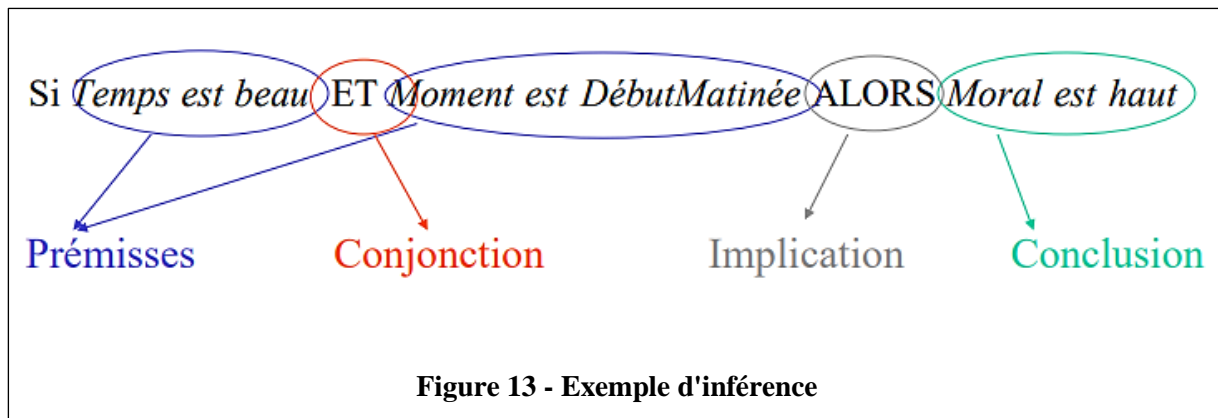 Si Temps est beau ET Moment est DébutMatinée ALORS Moral est haut
Prémisses Conjonction Implication Conclusion
Figure 13 - Exemple d'inférence